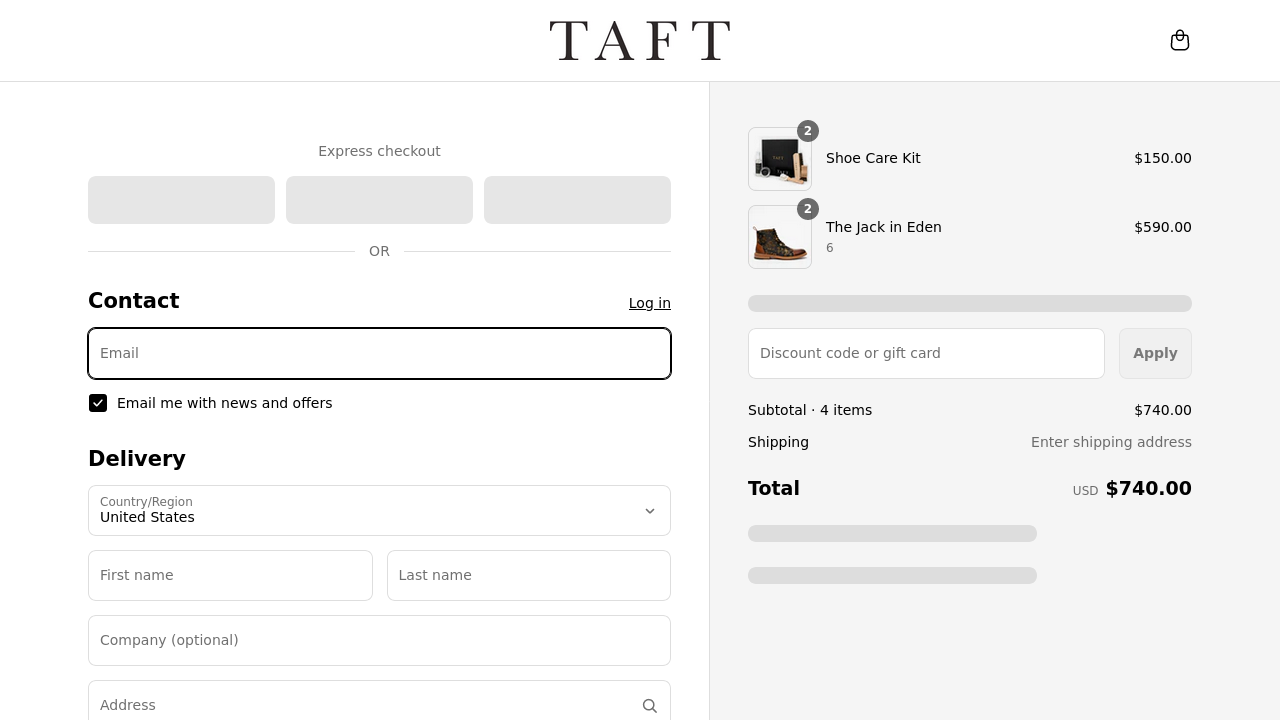 TAFT
Express checkout
OR
Contact
Log in
Email
Email me with news and offers
Delivery
Country/Region
United States
First name
Last name
Company (optional)
Address
2
Shoe Care Kit
$150.00
2
The Jack in Eden
$590.00
6
Discount code or gift card
Apply
Subtotal · 4 items
$740.00
Shipping
Enter shipping address
Total
USD $740.00